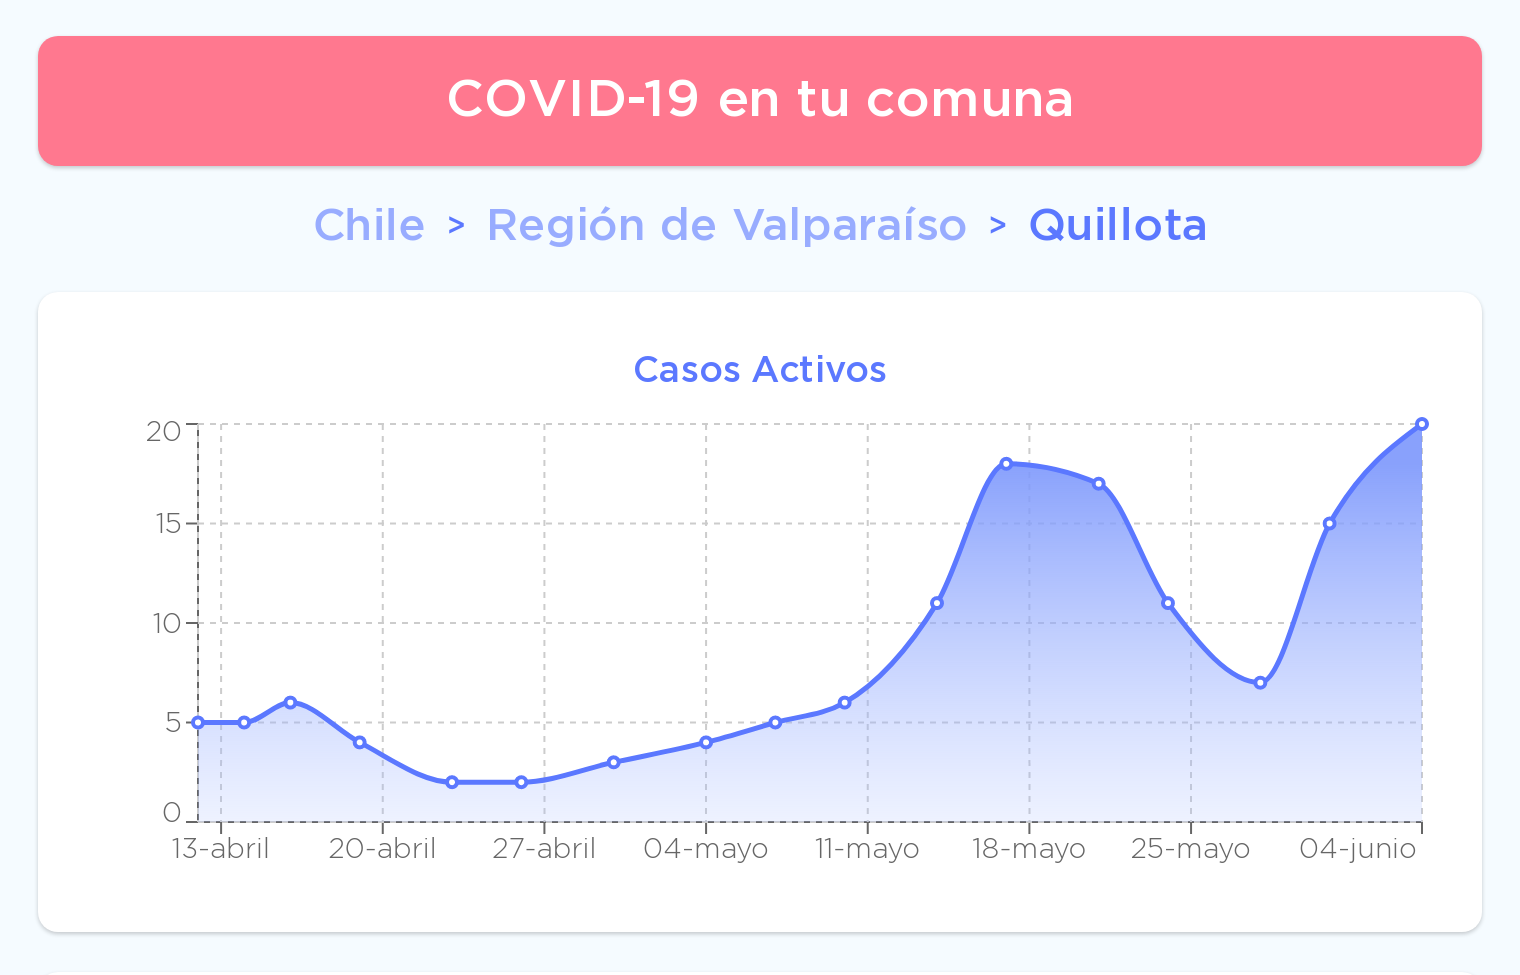 COVID-19 en tu comuna
Chile > Región de Valparaíso > Quillota
Casos Activos
20
15
10
5
0
13-abril 20-abril 27-abril 04-mayo 11-mayo 18-mayo 25-mayo 04-junio